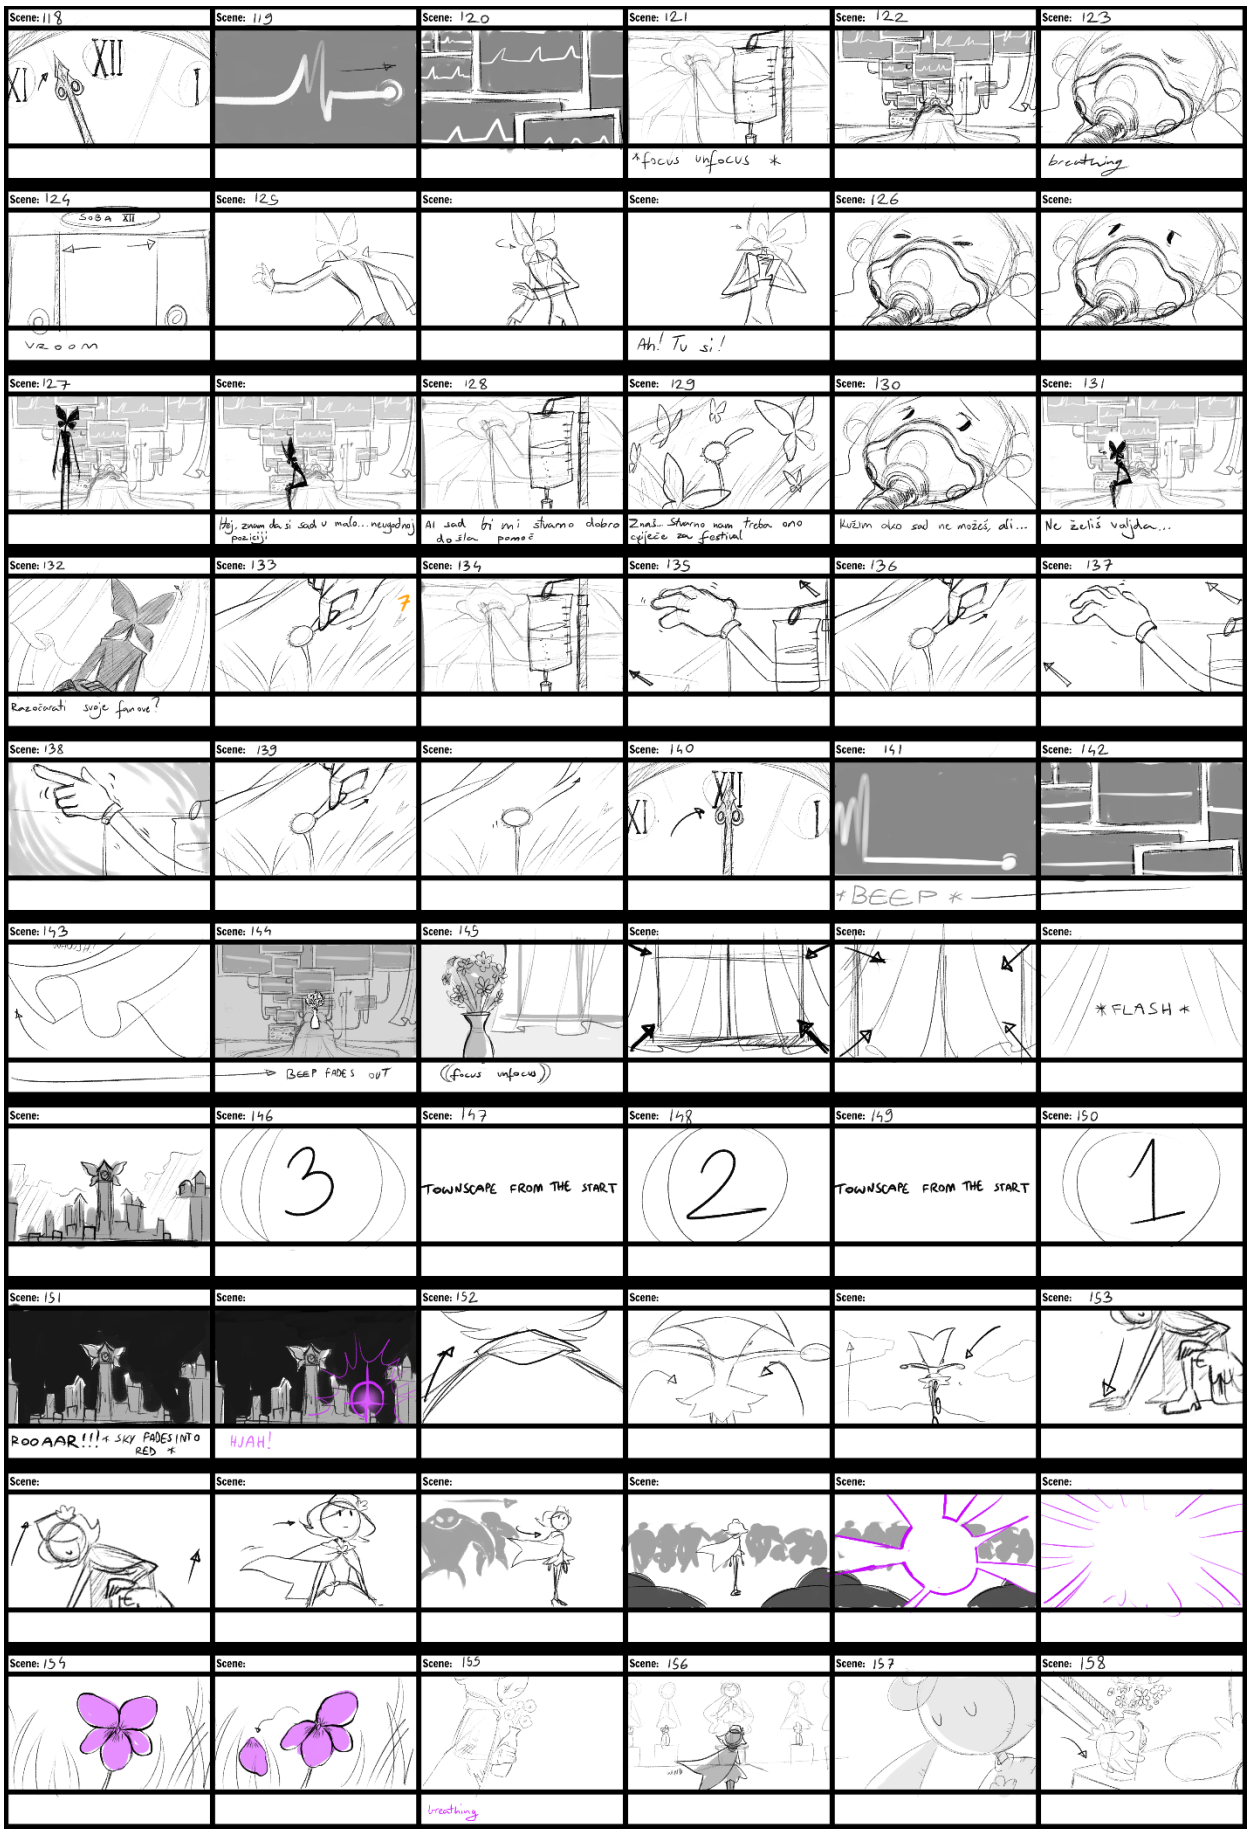 Scene: 118
Scene: 119
Scene: 120
Scene: 121
Scene: 122
Scene: 123
XI XII I
*focus unfocus *
breathing
Scene: 124
Scene: 125
Scene:
Scene:
Scene: 126
Scene:
SOBA XII
VROOM
Ah! Tu si!
Scene: 127
Scene:
Scene: 128
Scene: 129
Scene: 130
Scene: 131
Hej, znam da si sad u malo... neugodnoj
poziciji
Al sad bi mi stvarno dobro
došla pomoć
Znaš... Stvarno nam treba ono
cvijeće za festival
Kužim ako sad ne možeš, ali...
Ne želiš valjda...
Scene: 132
Scene: 133
Scene: 134
Scene: 135
Scene: 136
Scene: 137
7
Razočarati svoje fanove?
Scene: 138
Scene: 139
Scene:
Scene: 140
Scene: 141
Scene: 142
XI XII I
*BEEP*
Scene: 143
Scene: 144
Scene: 145
Scene:
Scene:
Scene:
*FLASH*
BEEP FADES OUT
((focus unfocus))
Scene:
Scene: 146
Scene: 147
Scene: 148
Scene: 149
Scene: 150
3
TOWNSCAPE FROM THE START
2
TOWNSCAPE FROM THE START
1
Scene: 151
Scene:
Scene: 152
Scene:
Scene:
Scene: 153
ROOAAR!!! * SKY FADES INTO
RED *
HJAH!
Scene:
Scene:
Scene:
Scene:
Scene:
Scene:
Scene: 154
Scene:
Scene: 155
Scene: 156
Scene: 157
Scene: 158
WIND
breathing